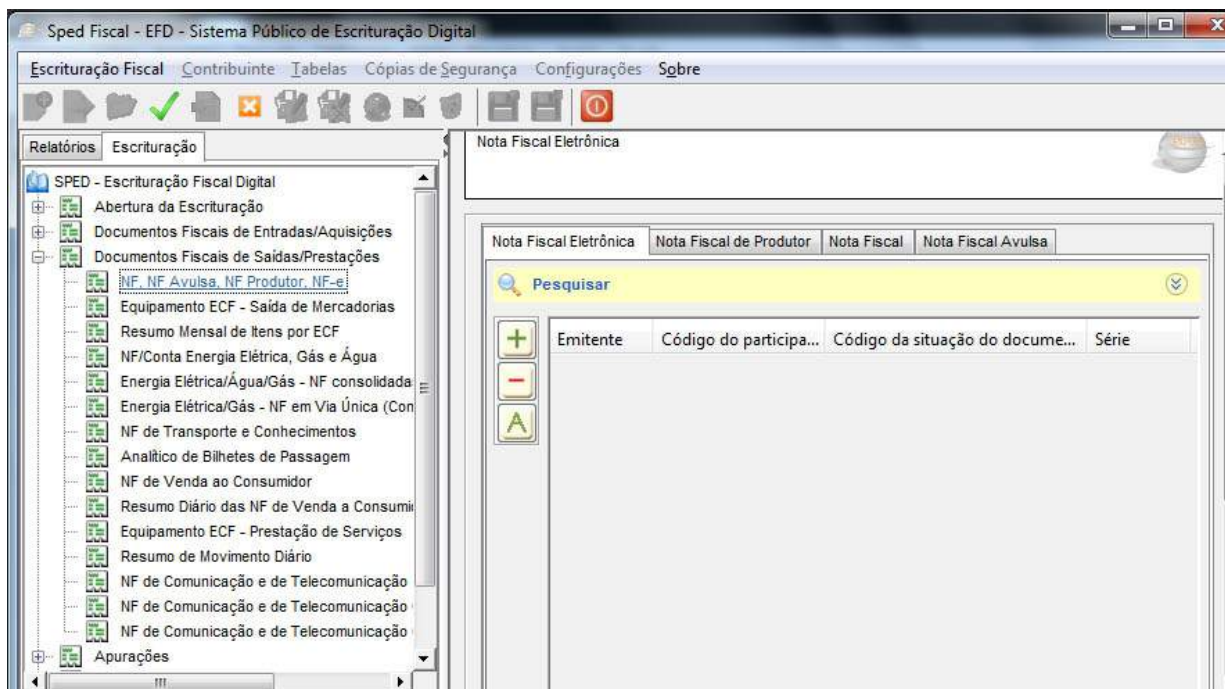 Sped Fiscal - EFD - Sistema Público de Escrituração Digital
Escrituração Fiscal Contribuinte Tabelas Cópias de Segurança Configurações Sobre
Relatórios Escrituração
SPED - Escrituração Fiscal Digital
Abertura da Escrituração
Documentos Fiscais de Entradas/Aquisições
Documentos Fiscais de Saídas/Prestações
NF, NF Avulsa, NF Produtor, NF-e
Equipamento ECF - Saída de Mercadorias
Resumo Mensal de Itens por ECF
NF/Conta Energia Elétrica, Gás e Água
Energia Elétrica/Água/Gás - NF consolidada
Energia Elétrica/Gás - NF em Via Única (Con
NF de Transporte e Conhecimentos
Analítico de Bilhetes de Passagem
NF de Venda ao Consumidor
Resumo Diário das NF de Venda a Consumi
Equipamento ECF - Prestação de Serviços
Resumo de Movimento Diário
NF de Comunicação e de Telecomunicação
NF de Comunicação e de Telecomunicação
NF de Comunicação e de Telecomunicação
Apurações
Nota Fiscal Eletrônica
Nota Fiscal Eletrônica Nota Fiscal de Produtor Nota Fiscal Nota Fiscal Avulsa
Pesquisar
Emitente Código do participa... Código da situação do docume... Série
A